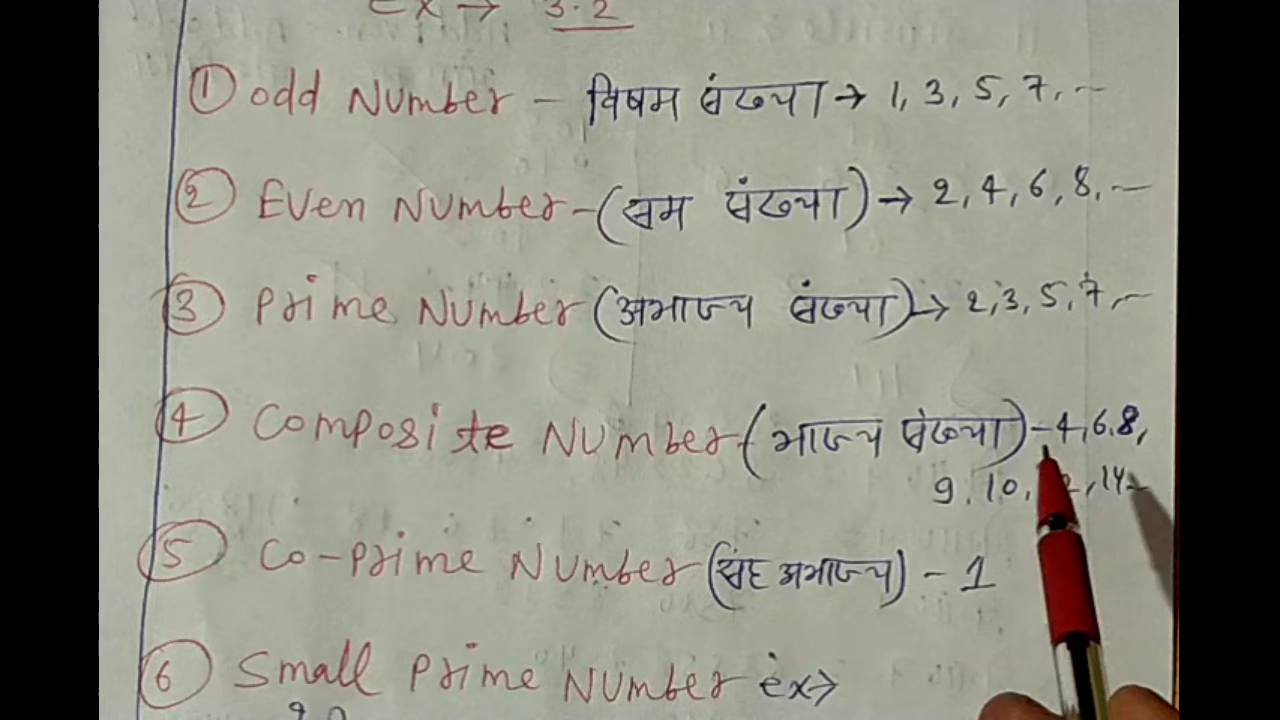 ex → 3.2
① odd Number – विषम संख्या → 1, 3, 5, 7, ~
② Even Number – (सम संख्या) → 2, 4, 6, 8, ~
③ Prime Number (अभाज्य संख्या) → 2, 3, 5, 7, ~
④ Composite Number – (भाज्य संख्या) – 4, 6, 8,
9, 10, 2, 14 ~
⑤ Co-prime Number (सह अभाज्य) – 1
⑥ Small Prime Number ex →